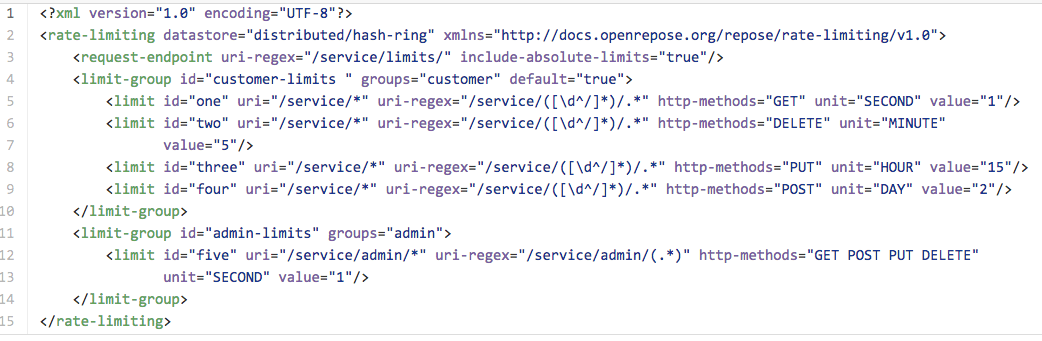 1 <?xml version="1.0" encoding="UTF-8"?>
2 <rate-limiting datastore="distributed/hash-ring" xmlns="http://docs.openrepose.org/repose/rate-limiting/v1.0">
3 <request-endpoint uri-regex="/service/limits/" include-absolute-limits="true"/>
4 <limit-group id="customer-limits " groups="customer" default="true">
5 <limit id="one" uri="/service/*" uri-regex="/service/([\d^/]*)/.*" http-methods="GET" unit="SECOND" value="1"/>
6 <limit id="two" uri="/service/*" uri-regex="/service/([\d^/]*)/.*" http-methods="DELETE" unit="MINUTE"
7 value="5"/>
8 <limit id="three" uri="/service/*" uri-regex="/service/([\d^/]*)/.*" http-methods="PUT" unit="HOUR" value="15"/>
9 <limit id="four" uri="/service/*" uri-regex="/service/([\d^/]*)/.*" http-methods="POST" unit="DAY" value="2"/>
10 </limit-group>
11 <limit-group id="admin-limits" groups="admin">
12 <limit id="five" uri="/service/admin/*" uri-regex="/service/admin/(.*)" http-methods="GET POST PUT DELETE"
13 unit="SECOND" value="1"/>
14 </limit-group>
15 </rate-limiting>